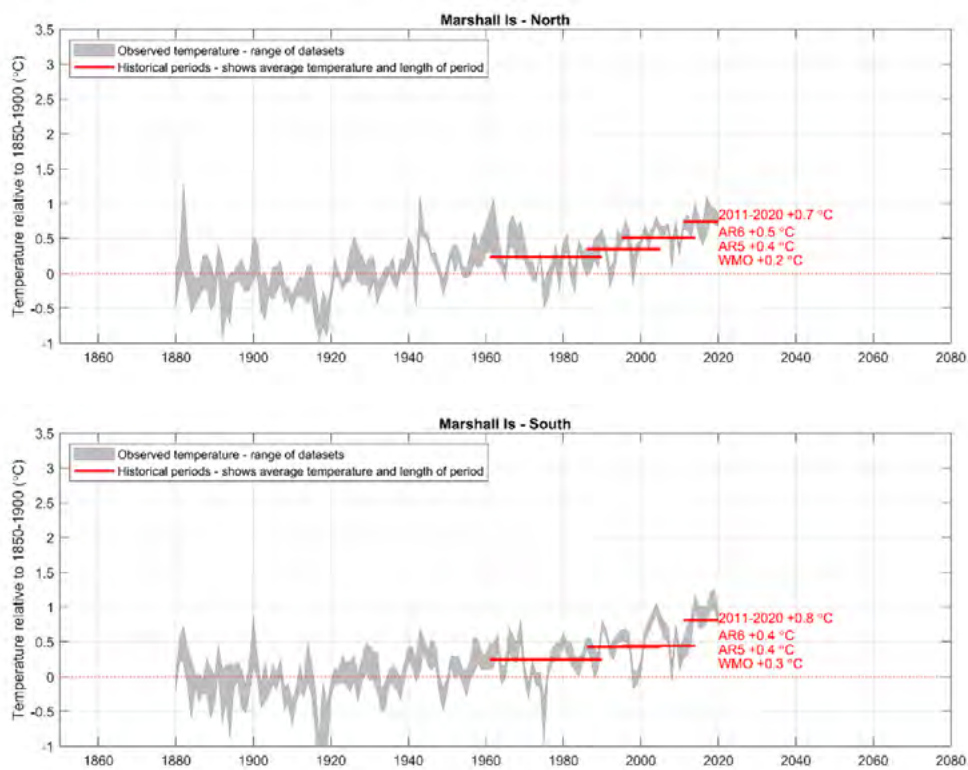 Marshall Is - North
Temperature relative to 1850-1900 (°C)
3.5
3
2.5
2
1.5
1
0.5
0
-0.5
-1
Observed temperature - range of datasets
Historical periods - shows average temperature and length of period
2011-2020 +0.7 °C
AR6 +0.5 °C
AR5 +0.4 °C
WMO +0.2 °C
1860 1880 1900 1920 1940 1960 1980 2000 2020 2040 2060 2080
Marshall Is - South
Temperature relative to 1850-1900 (°C)
3.5
3
2.5
2
1.5
1
0.5
0
-0.5
-1
Observed temperature - range of datasets
Historical periods - shows average temperature and length of period
2011-2020 +0.8 °C
AR6 +0.4 °C
AR5 +0.4 °C
WMO +0.3 °C
1860 1880 1900 1920 1940 1960 1980 2000 2020 2040 2060 2080